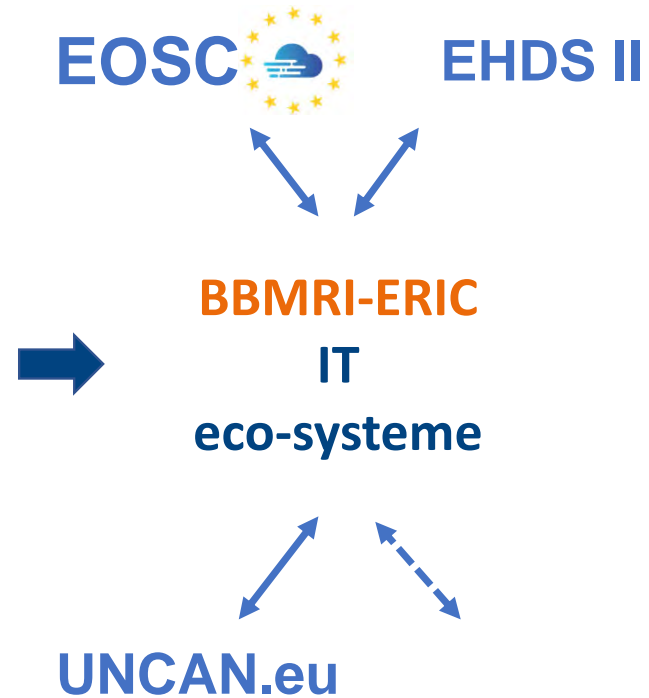 EOSC
EHDS II
BBMRI-ERIC
IT
eco-systeme
UNCAN.eu